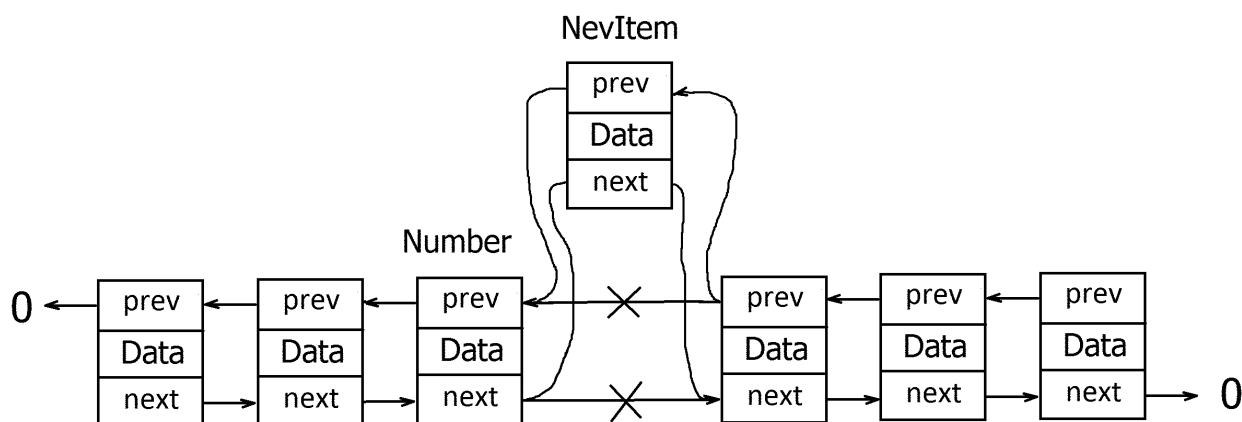 NevItem
prev
Data
next
Number
0 prev prev prev prev prev prev
Data Data Data Data Data Data
next next next next next next 0